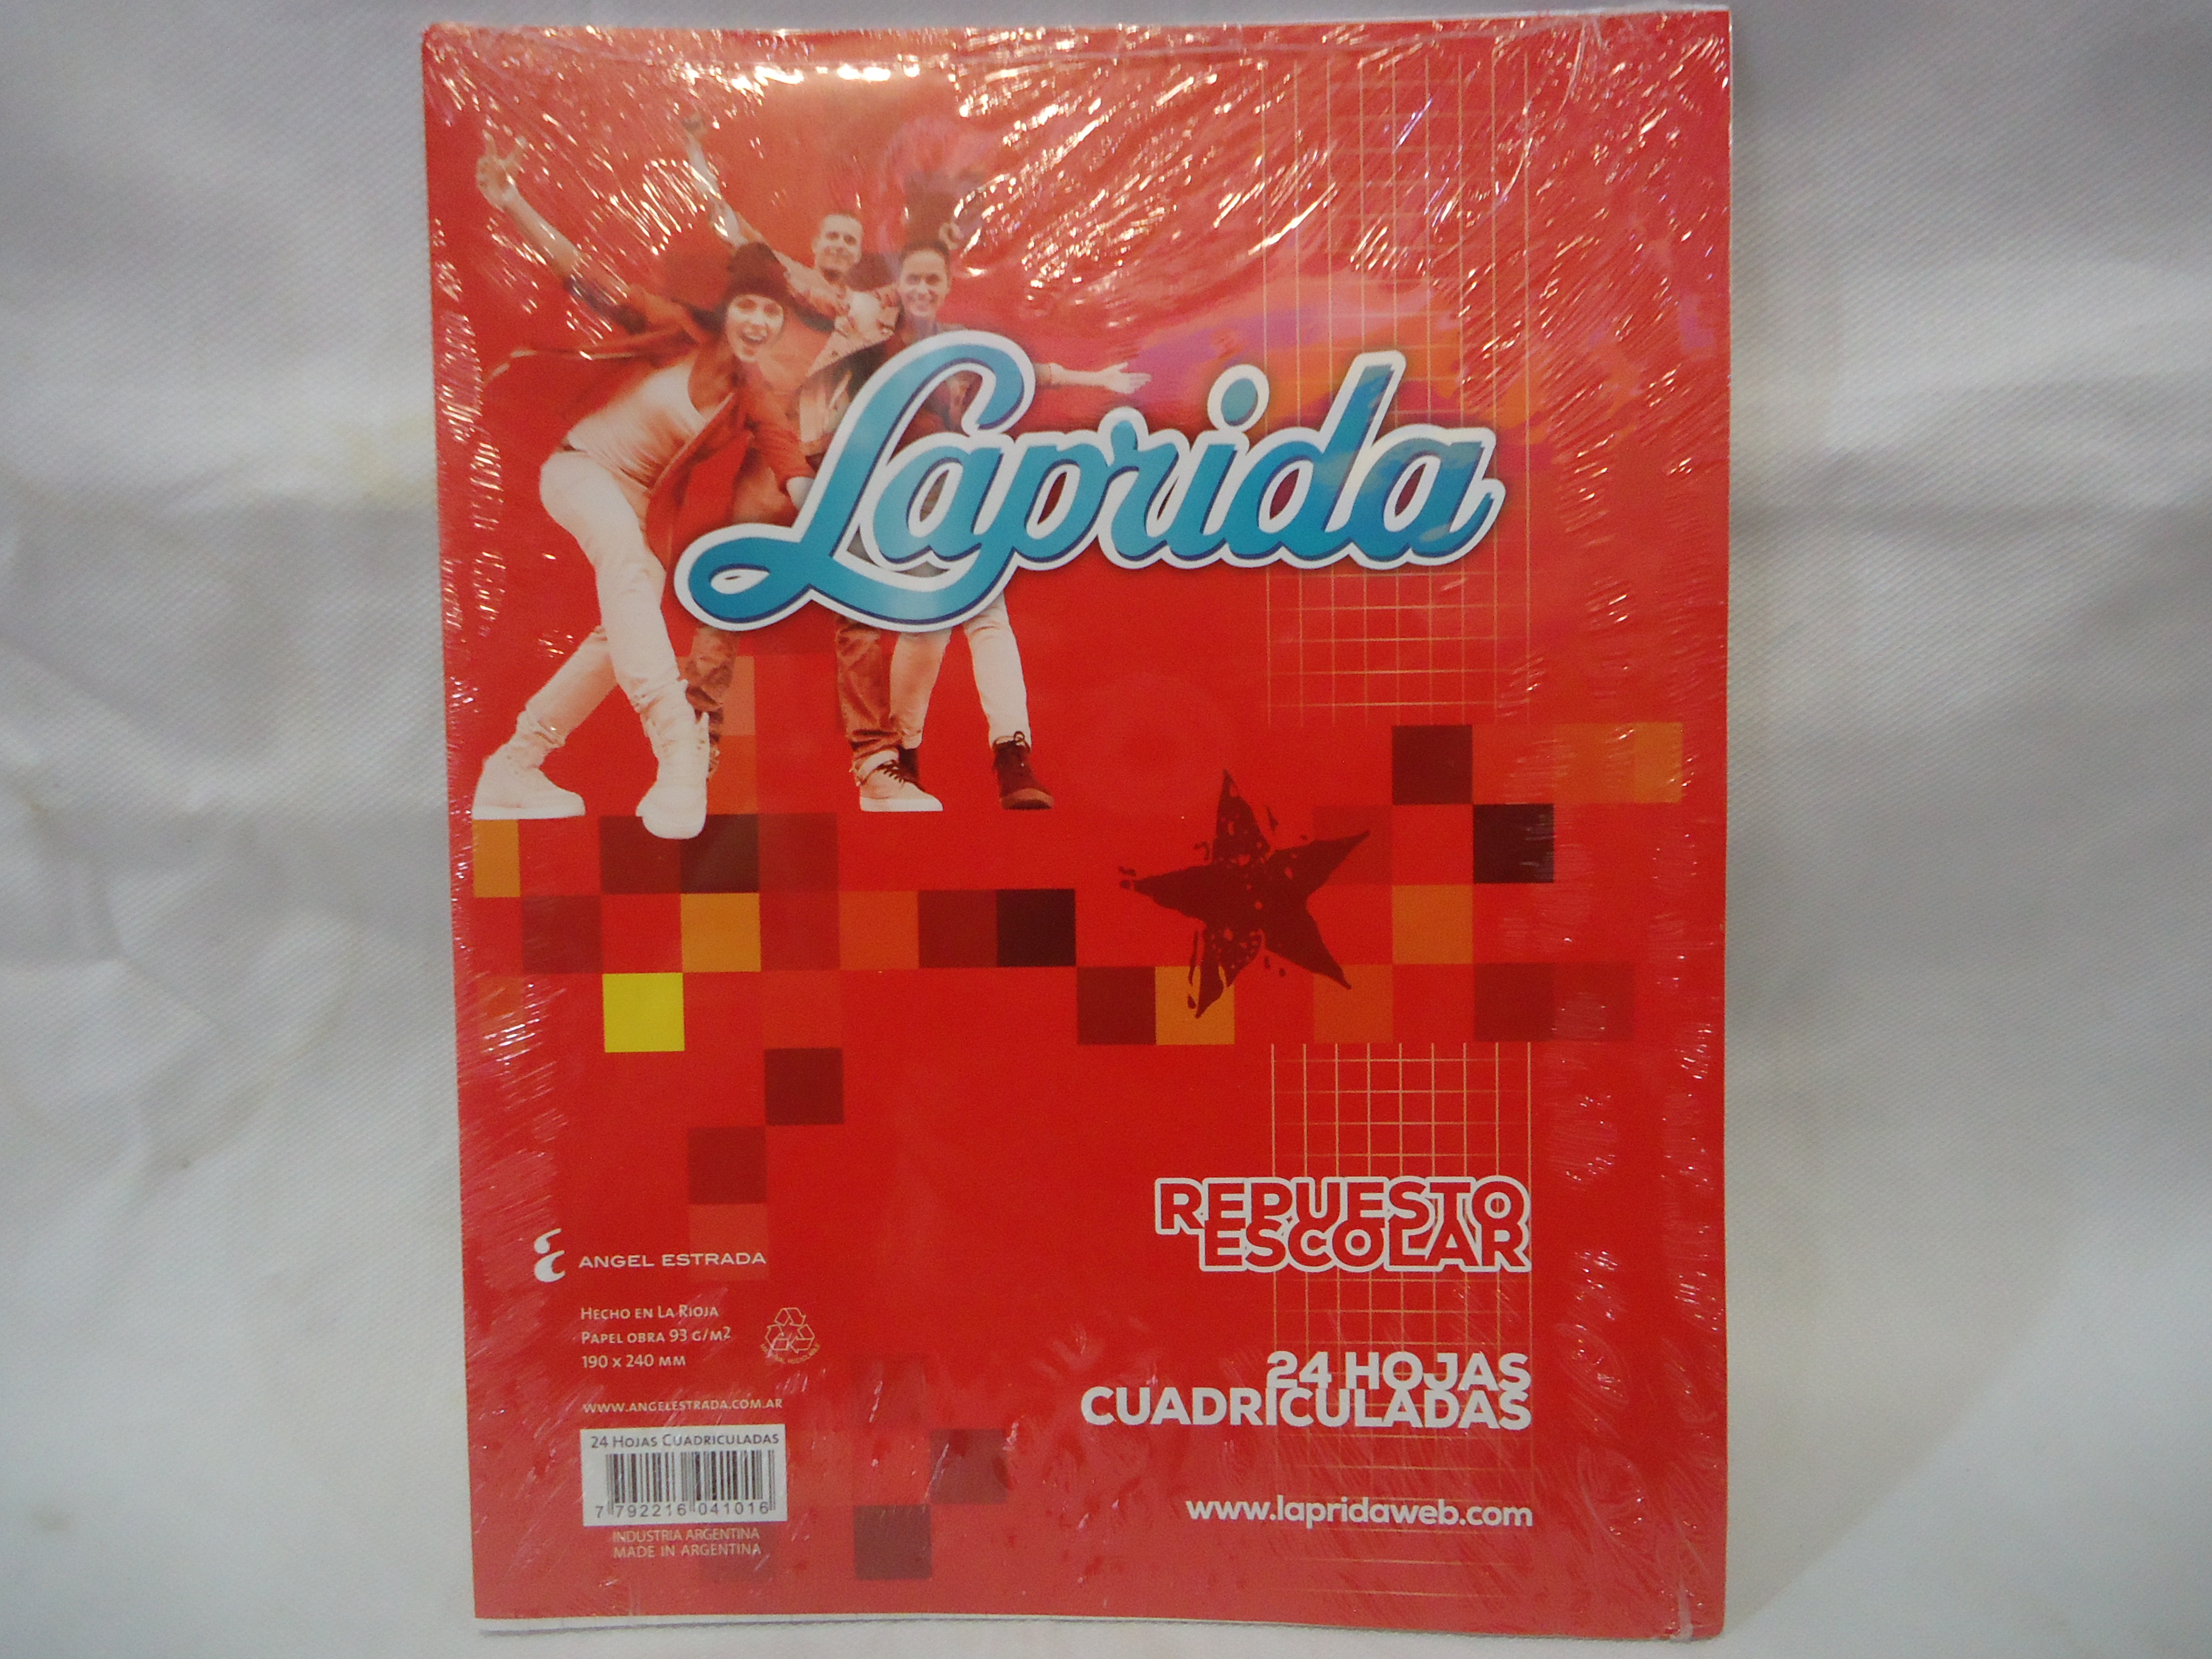 Laprida
REPUESTO
ESCOLAR
ANGEL ESTRADA
HECHO EN LA RIOJA
PAPEL OBRA 93 G/M2
190 X 240 MM
WWW.ANGELESTRADA.COM.AR
24 HOJAS
CUADRICULADAS
24 HOJAS CUADRICULADAS
7 792216 041016
INDUSTRIA ARGENTINA
MADE IN ARGENTINA
www.lapridaweb.com